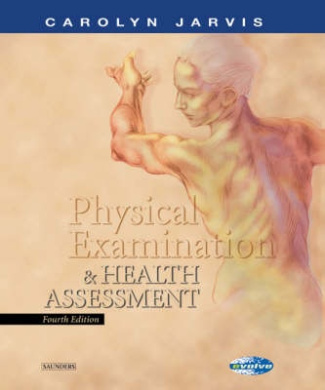 CAROLYN JARVIS
Physical
Examination
& HEALTH
ASSESSMENT
Fourth Edition
SAUNDERS
evolve